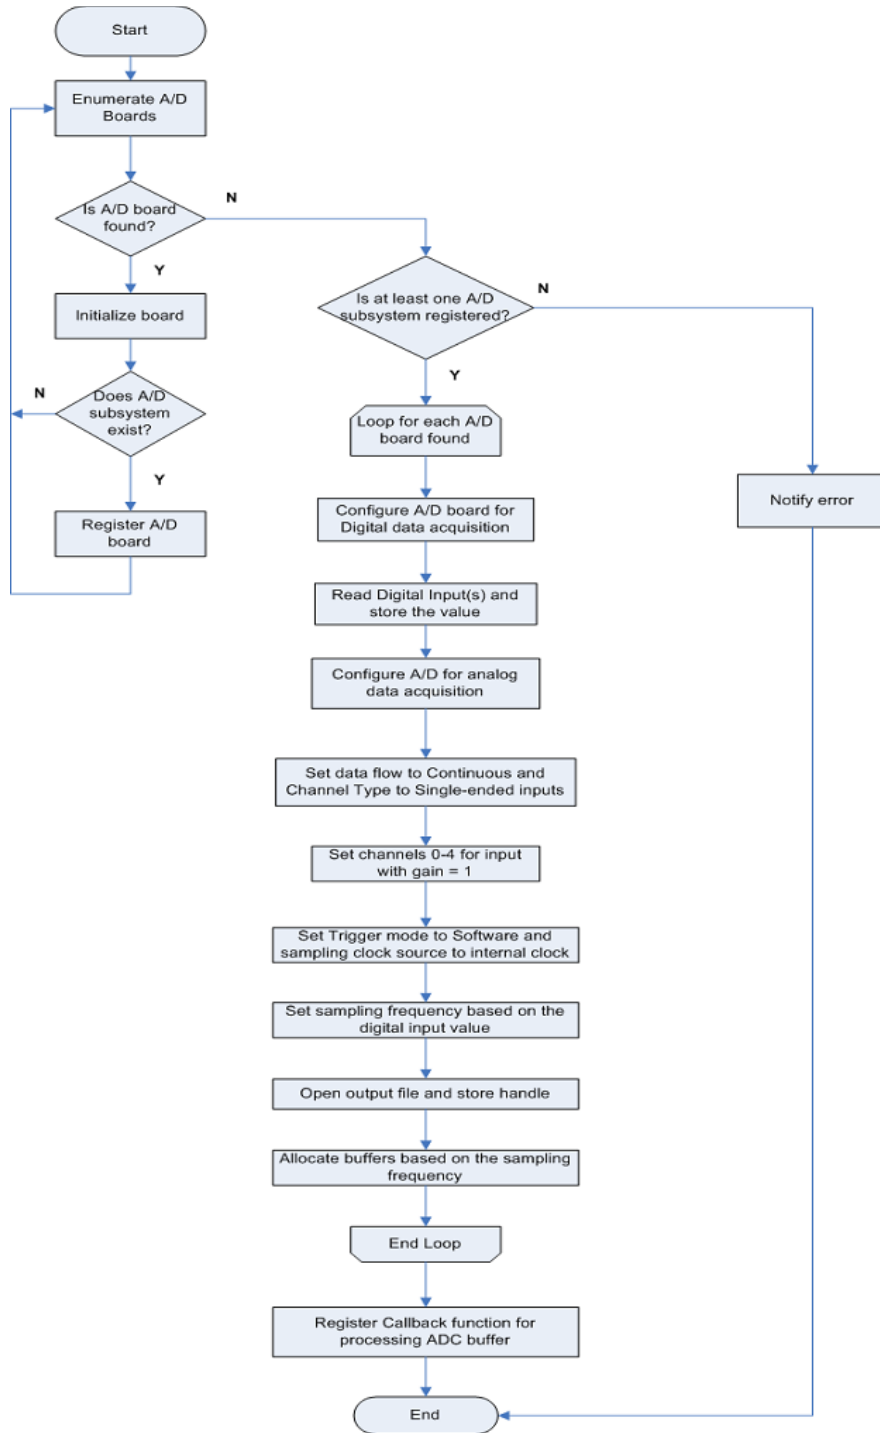 Start
Enumerate A/D
Boards
Is A/D board
found?
N
Y
Initialize board
Does A/D
subsystem
exist?
N
Y
Register A/D
board
Is at least one A/D
subsystem registered?
N
Y
Notify error
Loop for each A/D
board found
Configure A/D board for
Digital data acquisition
Read Digital Input(s) and
store the value
Configure A/D for analog
data acquisition
Set data flow to Continuous and
Channel Type to Single-ended inputs
Set channels 0-4 for input
with gain = 1
Set Trigger mode to Software and
sampling clock source to internal clock
Set sampling frequency based on the
digital input value
Open output file and store handle
Allocate buffers based on the sampling
frequency
End Loop
Register Callback function for
processing ADC buffer
End